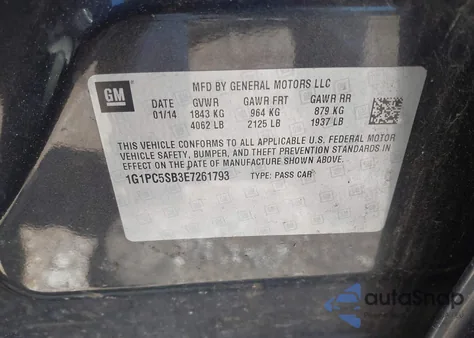 GM
MFD BY GENERAL MOTORS LLC
DATE GVWR GAWR FRT GAWR RR
01/14 1843 KG 964 KG 879 KG
4062 LB 2125 LB 1937 LB
THIS VEHICLE CONFORMS TO ALL APPLICABLE U.S. FEDERAL MOTOR
VEHICLE SAFETY, BUMPER, AND THEFT PREVENTION STANDARDS IN
EFFECT ON THE DATE OF MANUFACTURE SHOWN ABOVE.
1G1PC5SB3E7261793 TYPE: PASS CAR
autoSnap